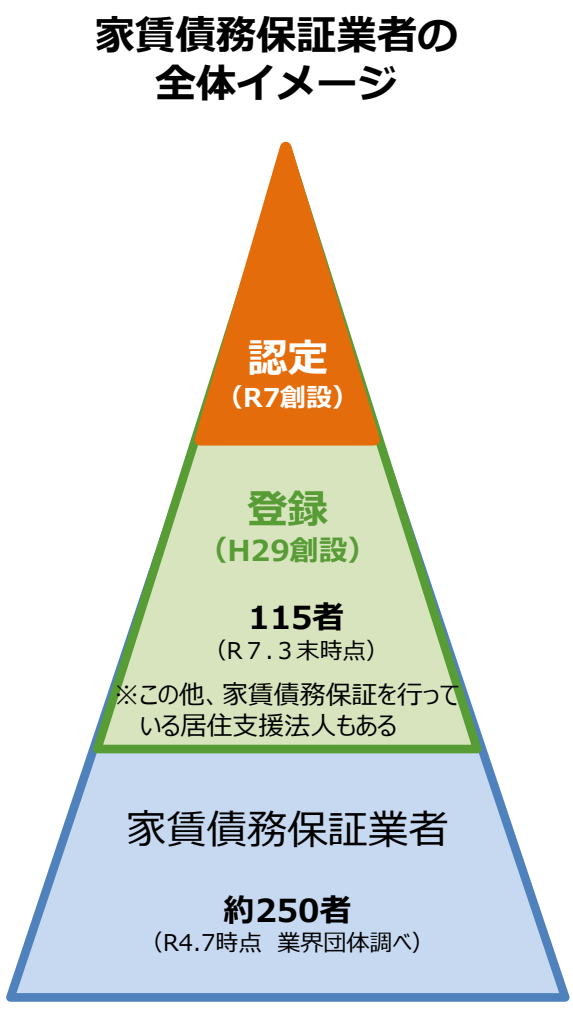 家賃債務保証業者の
全体イメージ
認定
（R7創設）
登録
（H29創設）
115者
（R７.３末時点）
※この他、家賃債務保証を行って
いる居住支援法人もある
家賃債務保証業者
約250者
（R4.7時点 業界団体調べ）